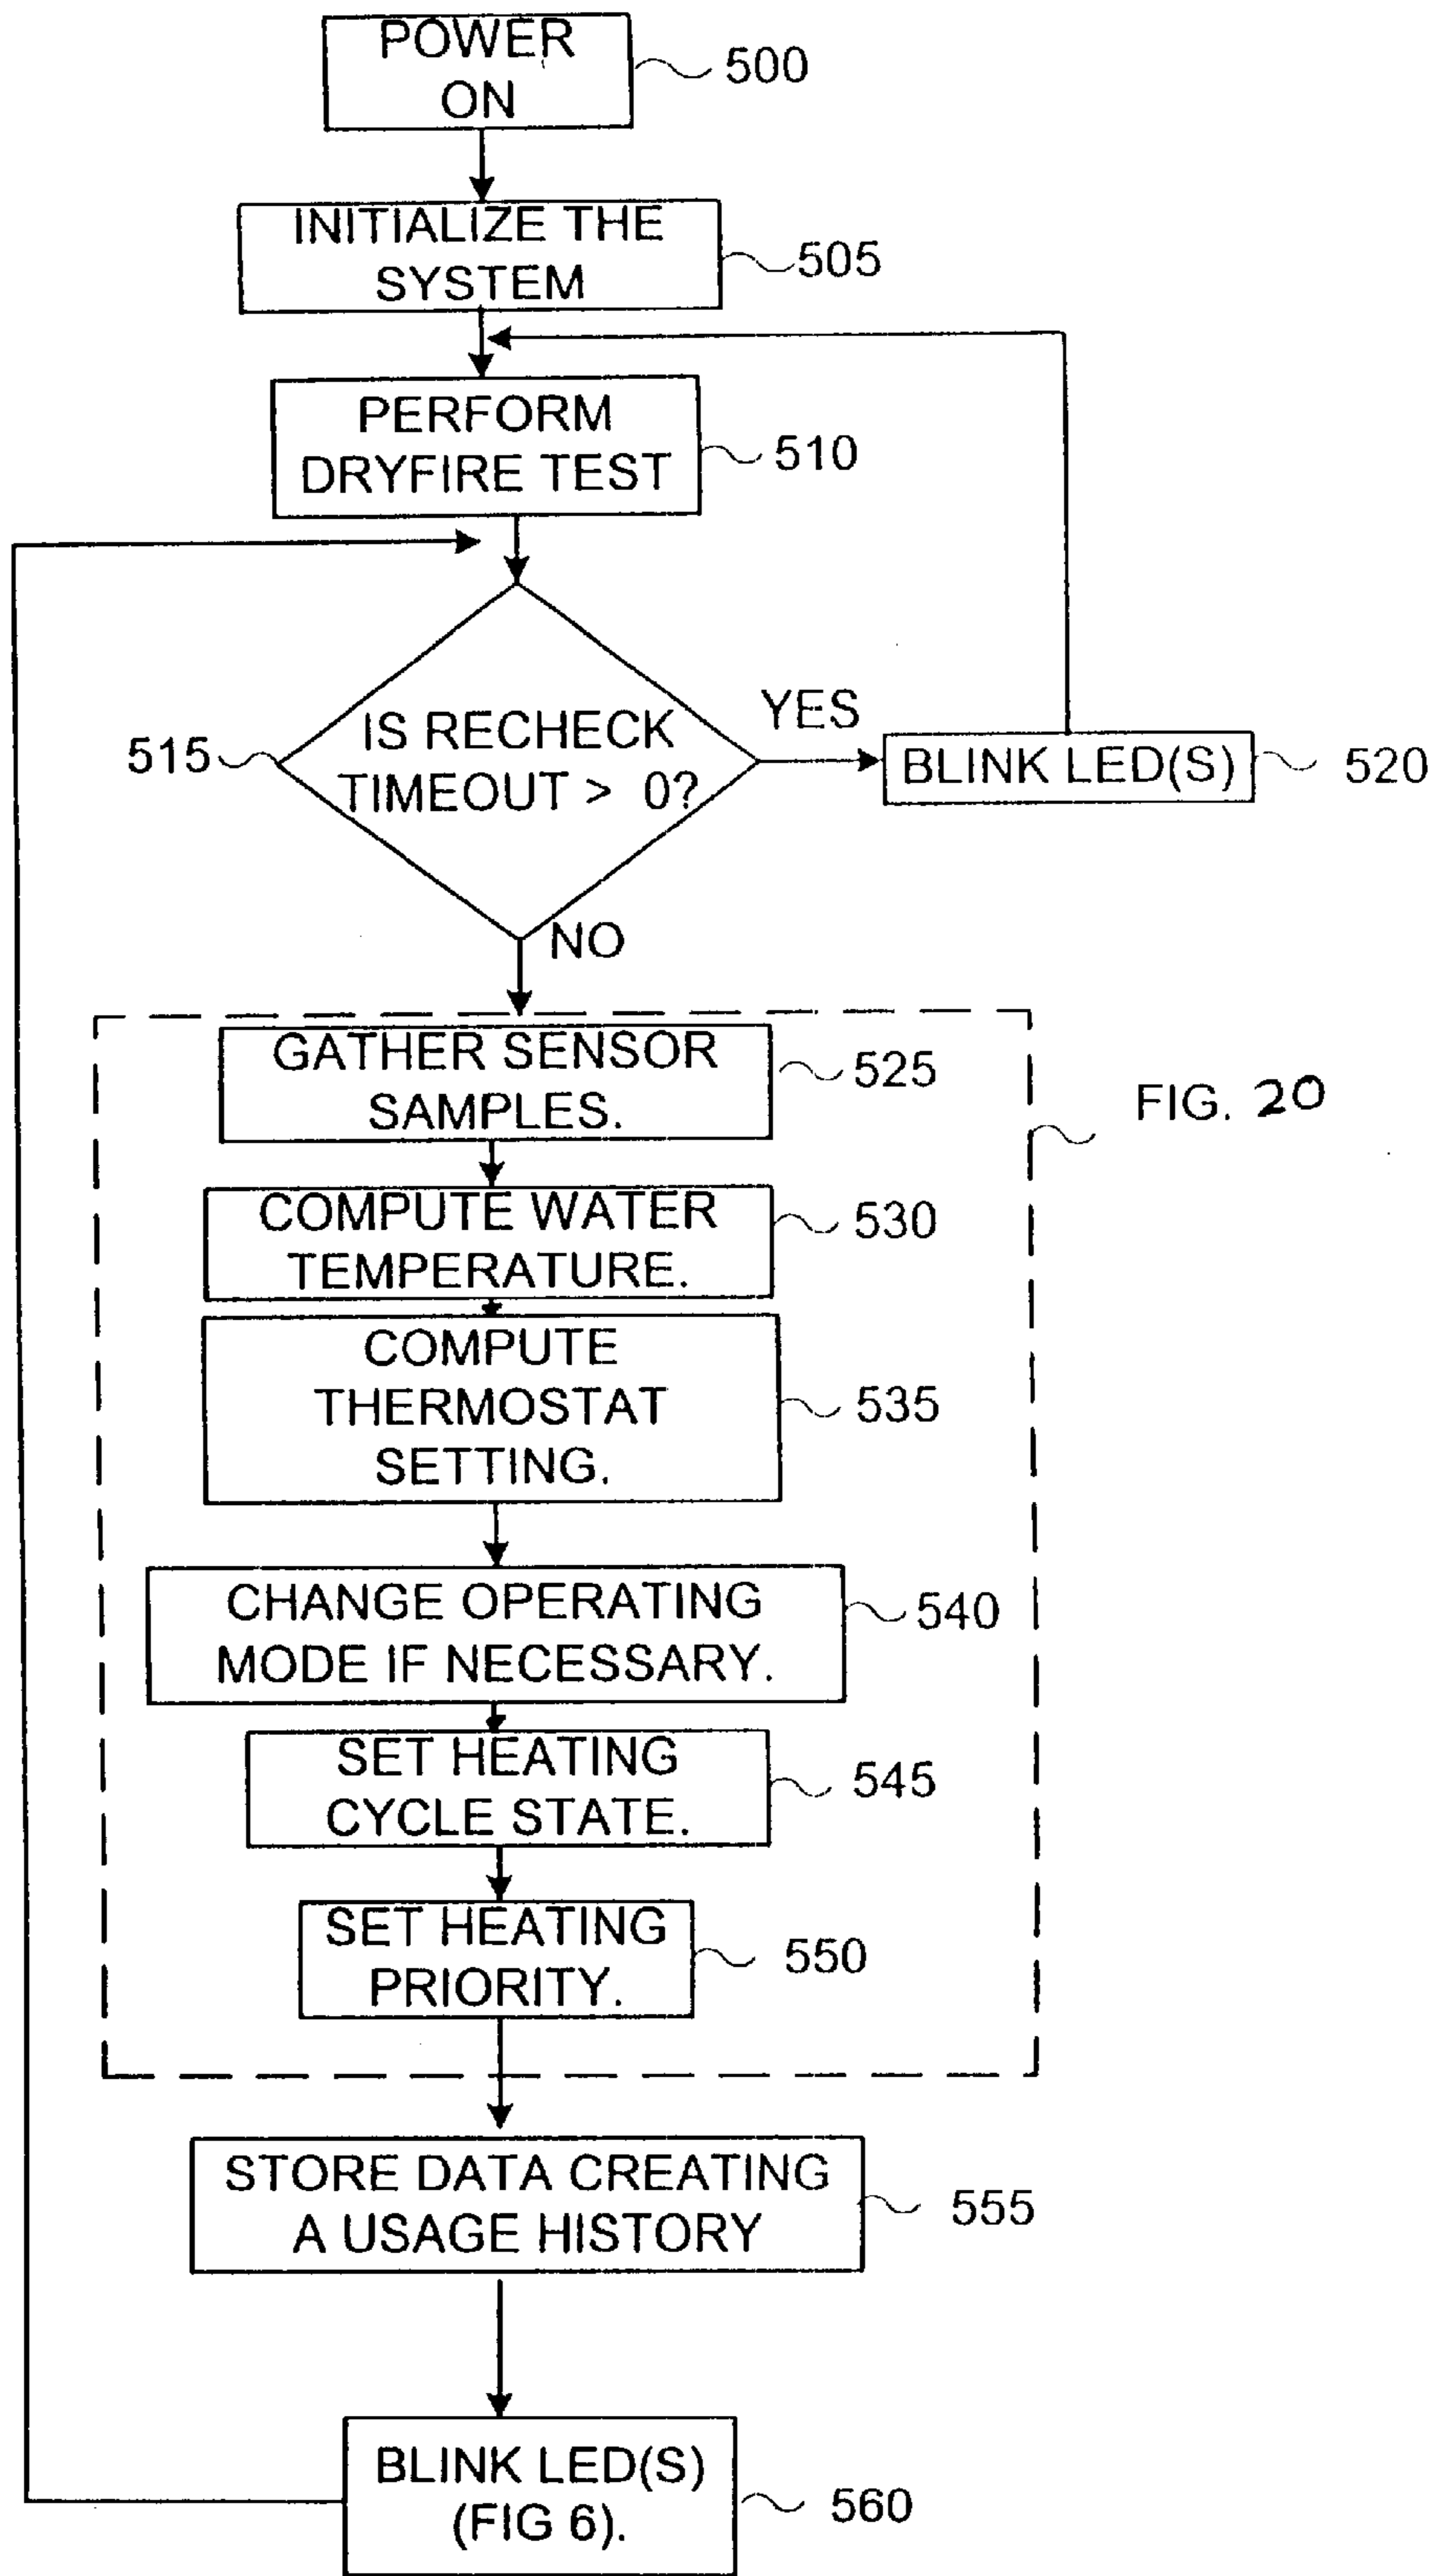 POWER
ON
500
INITIALIZE THE
SYSTEM
505
PERFORM
DRYFIRE TEST
510
515
IS RECHECK
TIMEOUT > 0?
YES
BLINK LED(S)
520
NO
GATHER SENSOR
SAMPLES.
525
FIG. 20
COMPUTE WATER
TEMPERATURE.
530
COMPUTE
THERMOSTAT
SETTING.
535
CHANGE OPERATING
MODE IF NECESSARY.
540
SET HEATING
CYCLE STATE.
545
SET HEATING
PRIORITY.
550
STORE DATA CREATING
A USAGE HISTORY
555
BLINK LED(S)
(FIG 6).
560